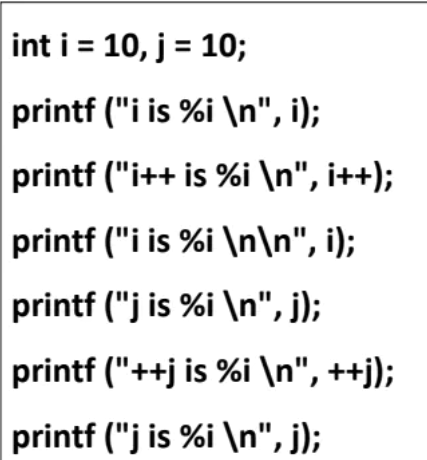 int i = 10, j = 10;
printf ("i is %i \n", i);
printf ("i++ is %i \n", i++);
printf ("i is %i \n\n", i);
printf ("j is %i \n", j);
printf ("++j is %i \n", ++j);
printf ("j is %i \n", j);